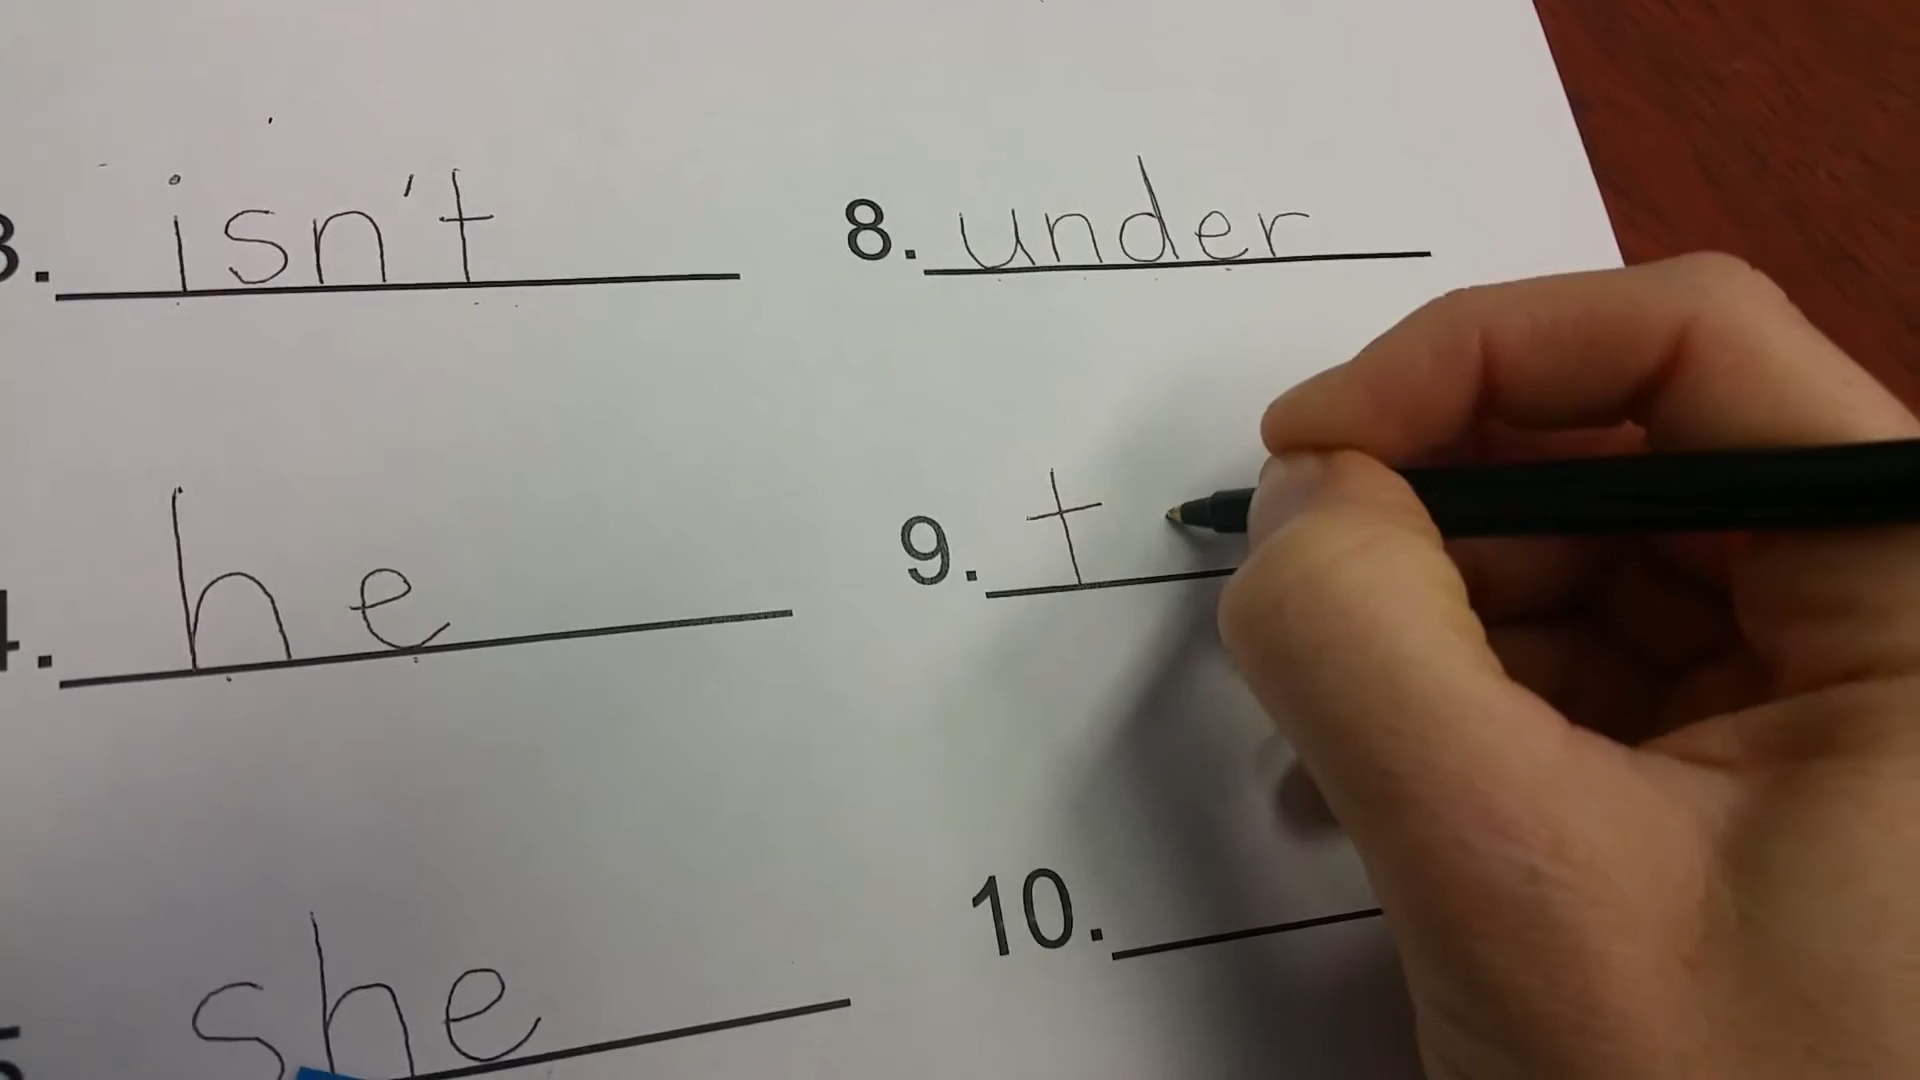 3. isn't
4. he
5 she
8. under
9. t
10.